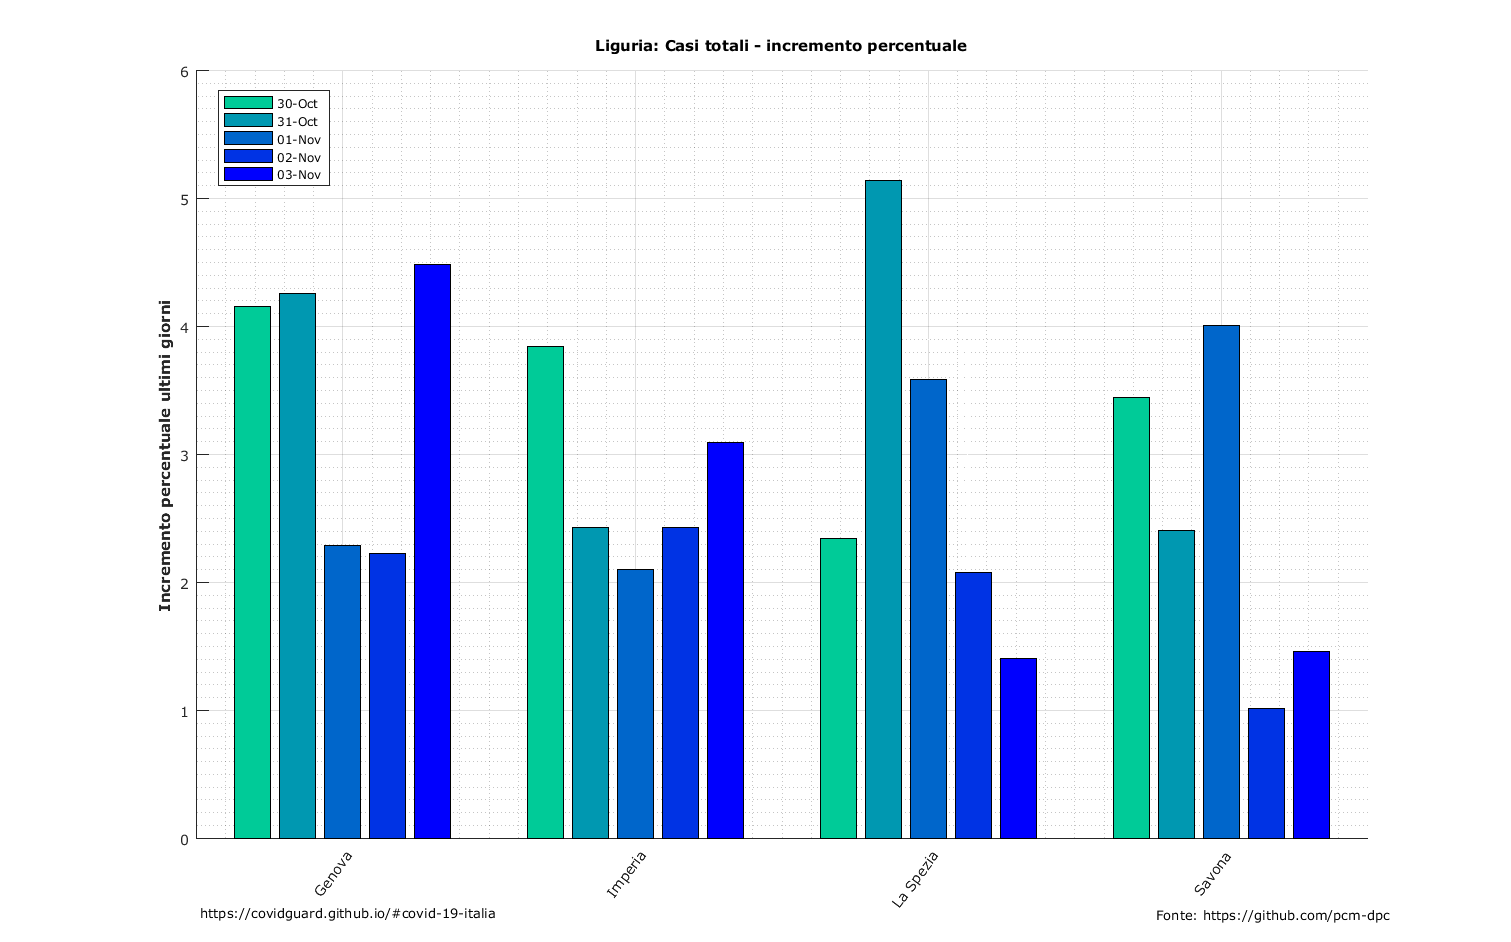 Liguria: Casi totali - incremento percentuale
6
5
4
3
2
1
0
Incremento percentuale ultimi giorni
30-Oct
31-Oct
01-Nov
02-Nov
03-Nov
Genova
Imperia
La Spezia
Savona
https://covidguard.github.io/#covid-19-italia
Fonte: https://github.com/pcm-dpc